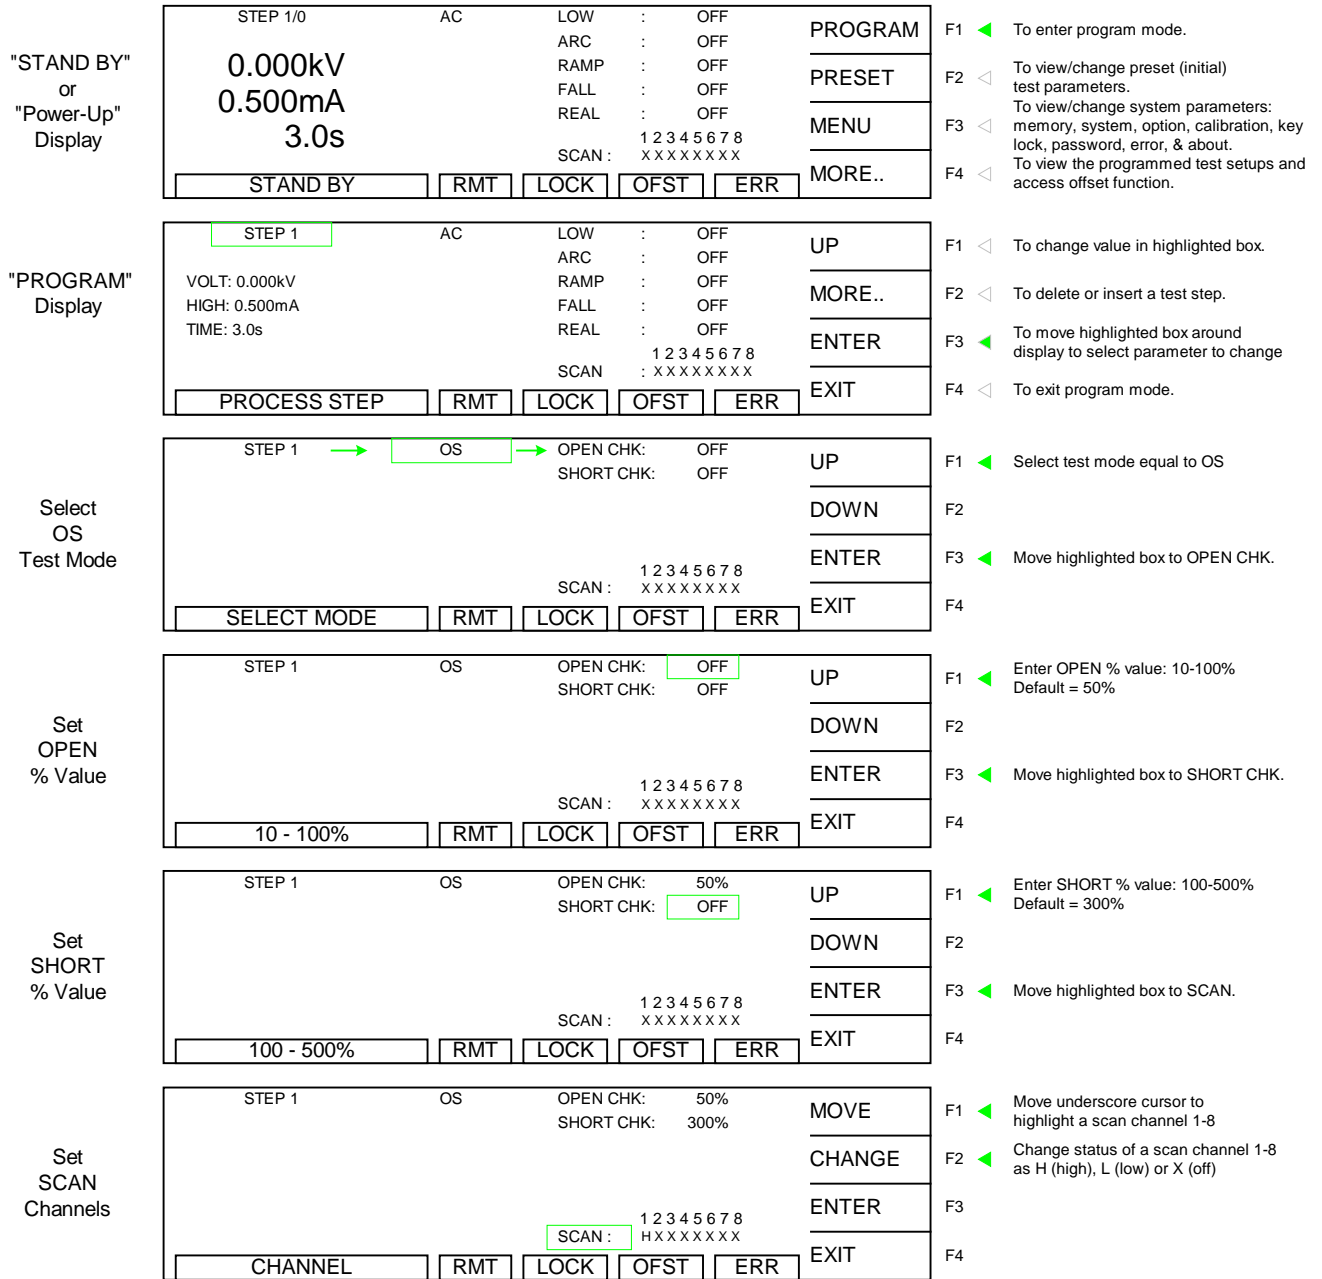 "STAND BY"
or
"Power-Up"
Display
STEP 1/0 AC LOW : OFF
ARC : OFF
0.000kV RAMP : OFF
0.500mA FALL : OFF
REAL : OFF
3.0s 1 2 3 4 5 6 7 8
SCAN : X X X X X X X X
STAND BY RMT LOCK OFST ERR
PROGRAM F1 To enter program mode.
PRESET F2 To view/change preset (initial)
test parameters.
MENU F3 To view/change system parameters:
memory, system, option, calibration, key
lock, password, error, & about.
MORE.. F4 To view the programmed test setups and
access offset function.
"PROGRAM"
Display
STEP 1 AC LOW : OFF
ARC : OFF
VOLT: 0.000kV RAMP : OFF
HIGH: 0.500mA FALL : OFF
TIME: 3.0s REAL : OFF
1 2 3 4 5 6 7 8
SCAN : X X X X X X X X
PROCESS STEP RMT LOCK OFST ERR
UP F1 To change value in highlighted box.
MORE.. F2 To delete or insert a test step.
ENTER F3 To move highlighted box around
display to select parameter to change
EXIT F4 To exit program mode.
Select
OS
Test Mode
STEP 1 OS OPEN CHK: OFF
SHORT CHK: OFF
1 2 3 4 5 6 7 8
SCAN : X X X X X X X X
SELECT MODE RMT LOCK OFST ERR
UP F1 Select test mode equal to OS
DOWN F2
ENTER F3 Move highlighted box to OPEN CHK.
EXIT F4
Set
OPEN
% Value
STEP 1 OS OPEN CHK: OFF
SHORT CHK: OFF
1 2 3 4 5 6 7 8
SCAN : X X X X X X X X
10 - 100% RMT LOCK OFST ERR
UP F1 Enter OPEN % value: 10-100%
Default = 50%
DOWN F2
ENTER F3 Move highlighted box to SHORT CHK.
EXIT F4
Set
SHORT
% Value
STEP 1 OS OPEN CHK: 50%
SHORT CHK: OFF
1 2 3 4 5 6 7 8
SCAN : X X X X X X X X
100 - 500% RMT LOCK OFST ERR
UP F1 Enter SHORT % value: 100-500%
Default = 300%
DOWN F2
ENTER F3 Move highlighted box to SCAN.
EXIT F4
Set
SCAN
Channels
STEP 1 OS OPEN CHK: 50%
SHORT CHK: 300%
1 2 3 4 5 6 7 8
SCAN : H X X X X X X X
CHANNEL RMT LOCK OFST ERR
MOVE F1 Move underscore cursor to
highlight a scan channel 1-8
CHANGE F2 Change status of a scan channel 1-8
as H (high), L (low) or X (off)
ENTER F3
EXIT F4